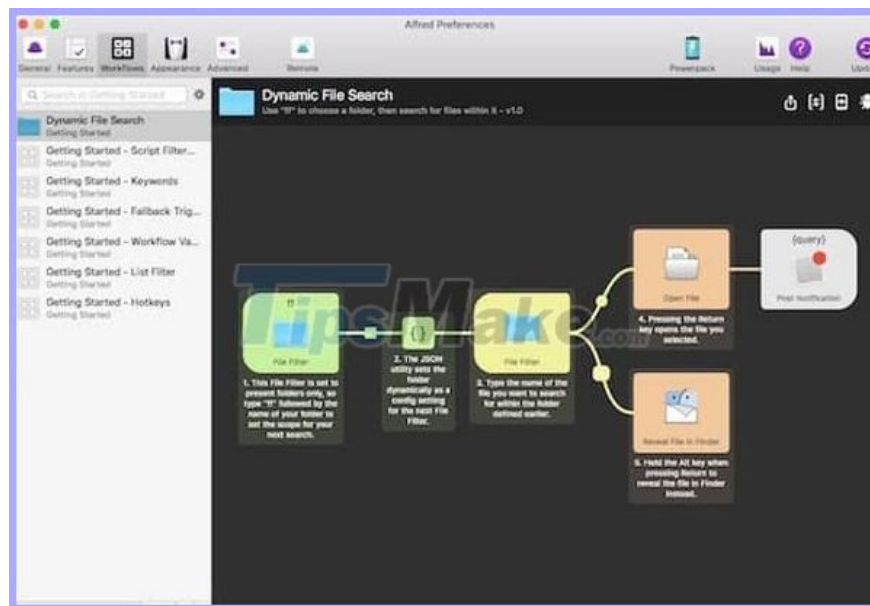 Alfred Preferences
General Features Workflows Appearance Advanced Remote Powerpack Usage Help
Search in Getting Started
Dynamic File Search
Getting Started
Getting Started - Script Filter...
Getting Started
Getting Started - Keywords
Getting Started
Getting Started - Fallback Trig...
Getting Started
Getting Started - Workflow Va...
Getting Started
Getting Started - List Filter
Getting Started
Getting Started - Hotkeys
Getting Started
Dynamic File Search
Use "ff" to choose a folder, then search for files within it - v1.0
ff
File Filter
1. This File Filter is set to
present folders only, so
type "ff" followed by the
name of your folder to
set the scope for your
next search.
{}
2. The JSON
utility sets the
folder
dynamically as a
config setting
for the next File
Filter.
File Filter
3. Type the name of the
file you want to search
for within the folder
defined earlier.
Open File
4. Pressing the Return
key opens the file you
selected.
{query}
Post Notification
Reveal File in Finder
5. Hold the Alt key when
pressing Return to
reveal the file in Finder
instead.
TipsMake.com